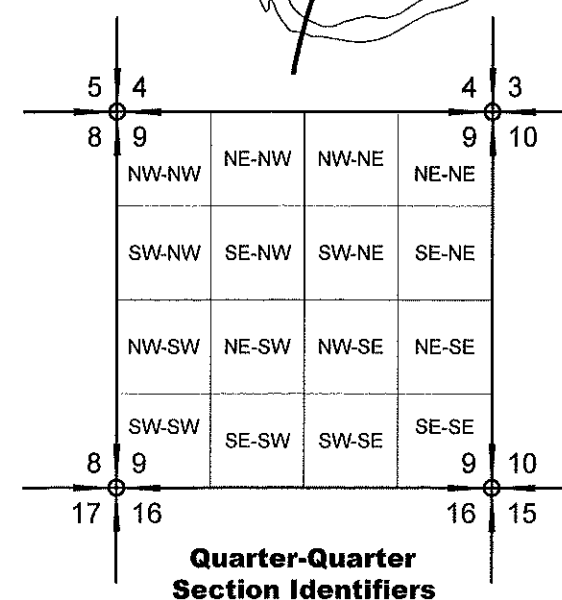 5 4 4 3
8 9 9 10
NW-NW NE-NW NW-NE NE-NE
SW-NW SE-NW SW-NE SE-NE
NW-SW NE-SW NW-SE NE-SE
SW-SW SE-SW SW-SE SE-SE
8 9 9 10
17 16 16 15
Quarter-Quarter
Section Identifiers